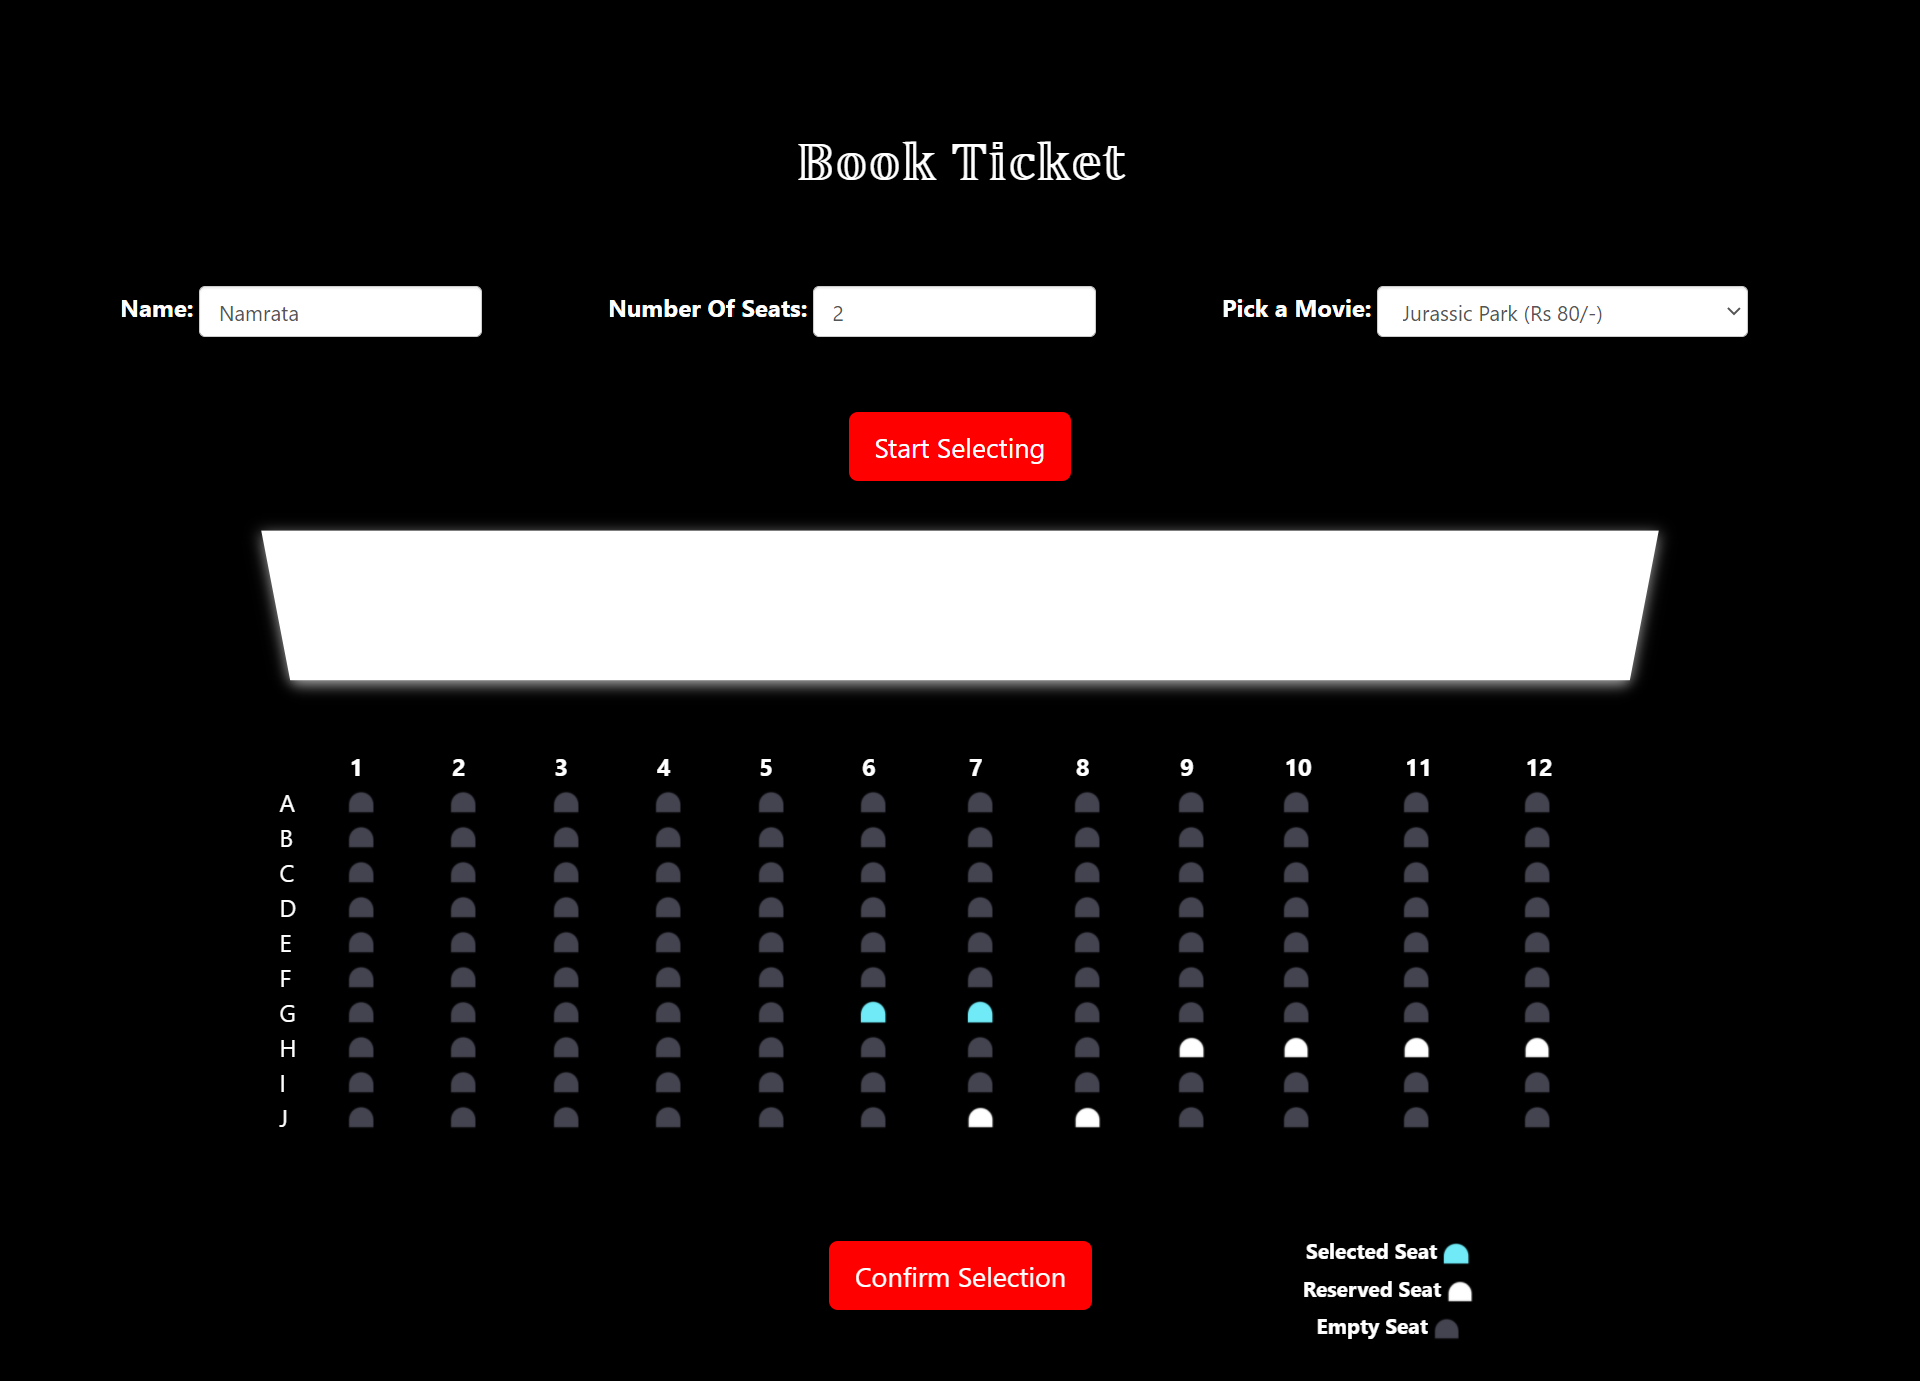 Book Ticket
Name: Namrata Number Of Seats: 2 Pick a Movie: Jurassic Park (Rs 80/-)
Start Selecting
1 2 3 4 5 6 7 8 9 10 11 12
A
B
C
D
E
F
G
H
I
J
Confirm Selection
Selected Seat
Reserved Seat
Empty Seat